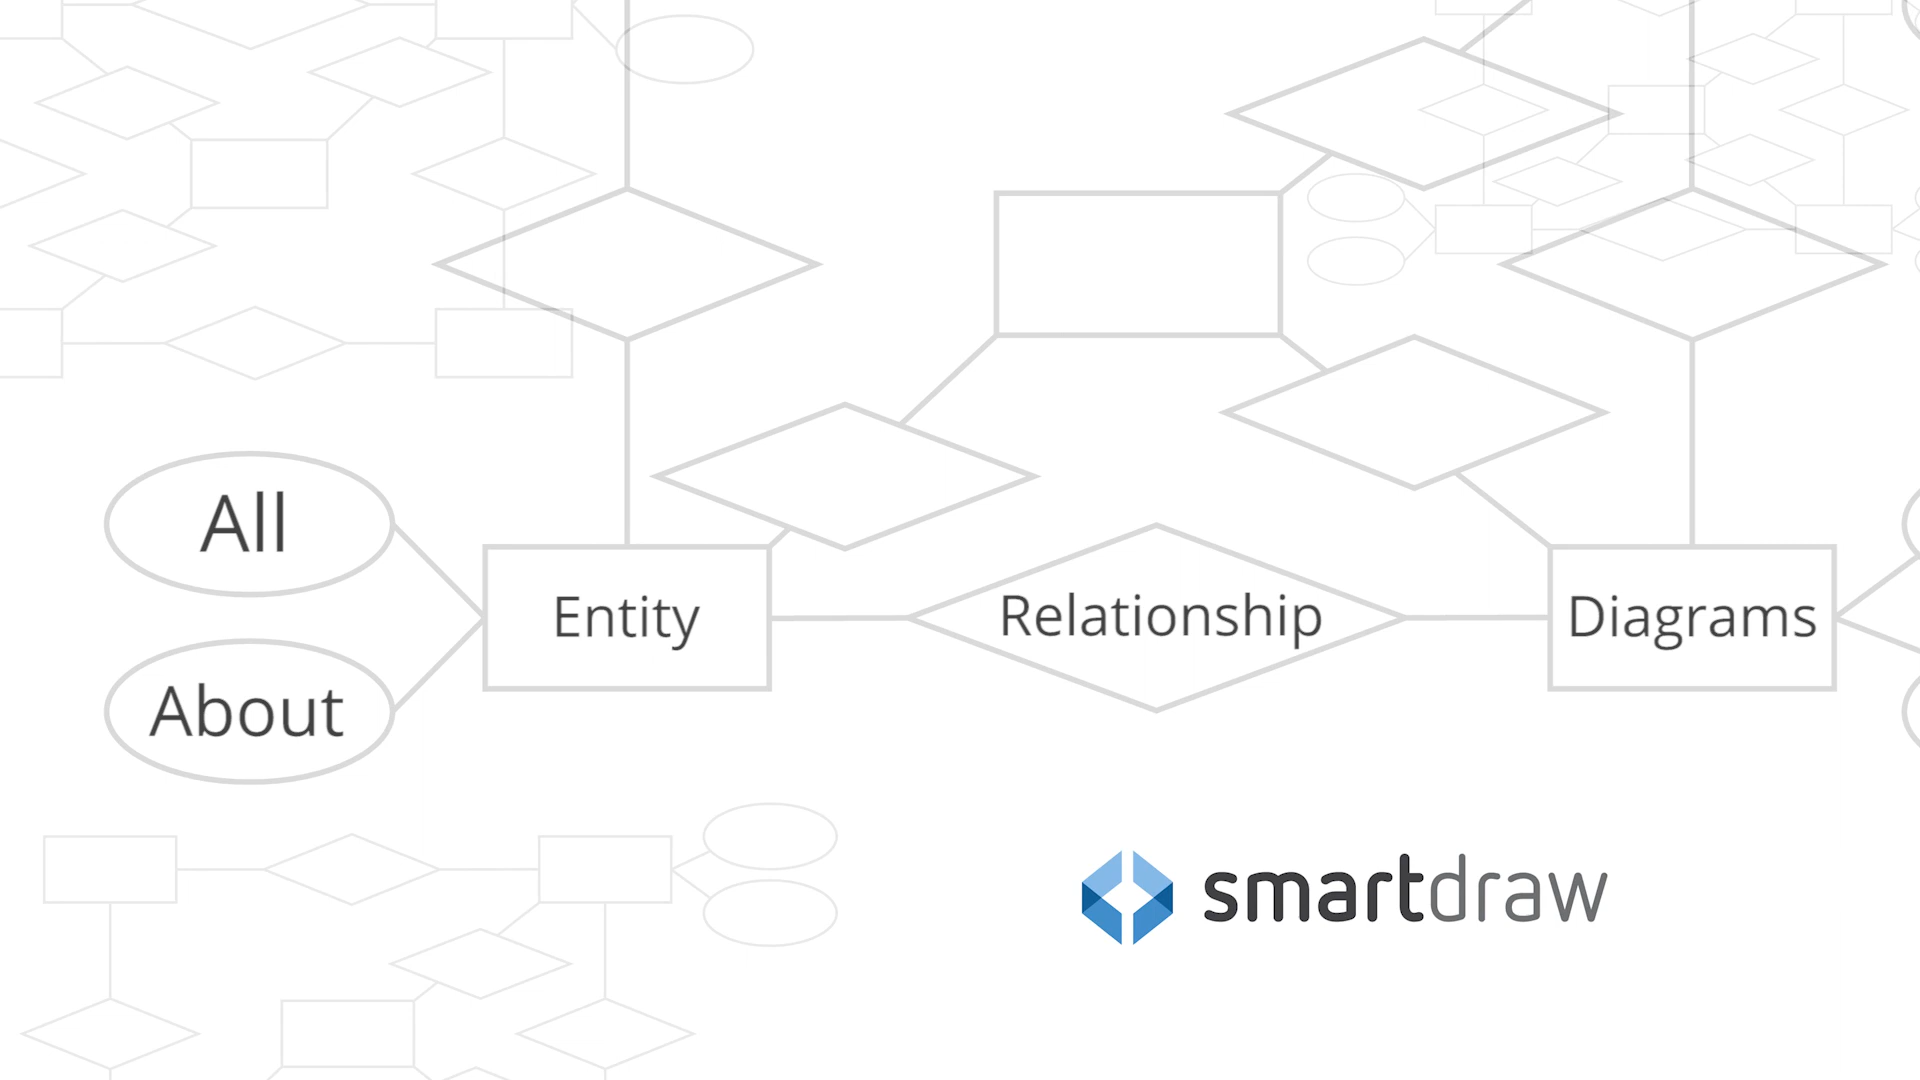 All
About
Entity
Relationship
Diagrams
smartdraw